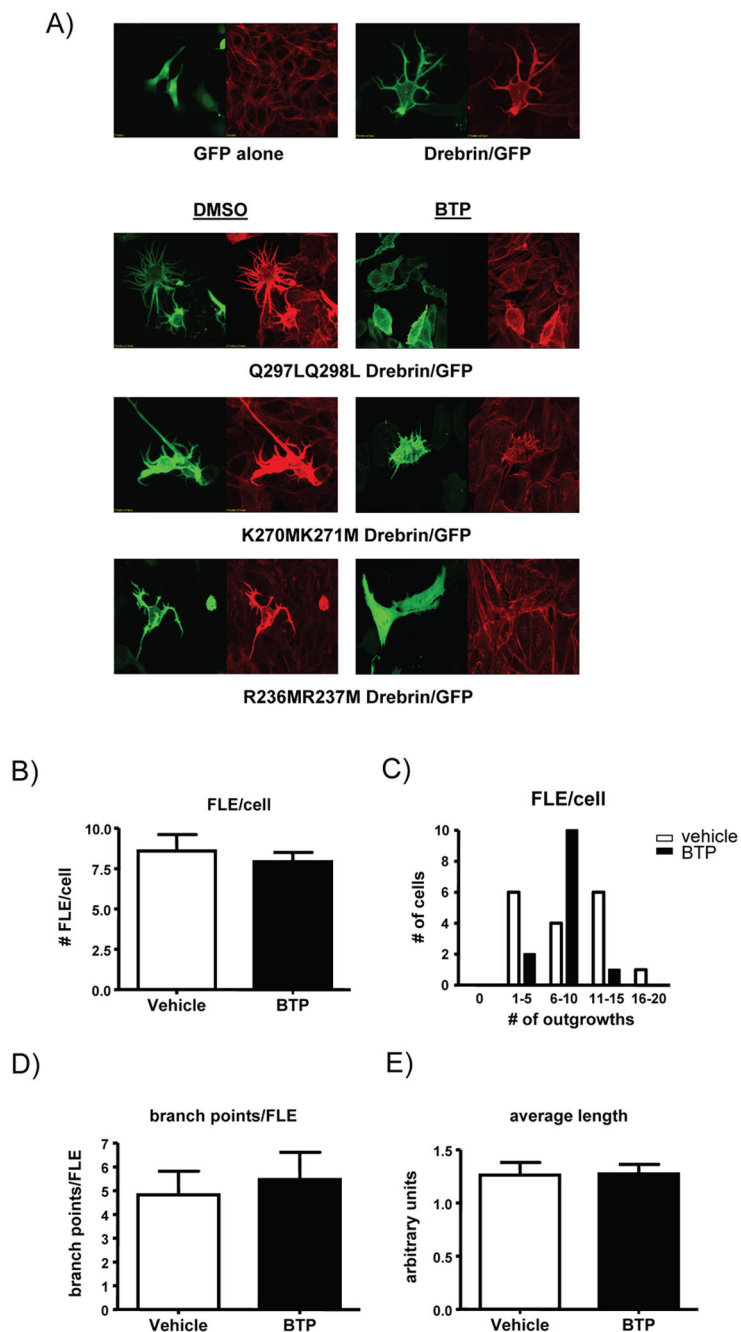 A)
GFP alone
Drebrin/GFP
DMSO
BTP
Q297LQ298L Drebrin/GFP
K270MK271M Drebrin/GFP
R236MR237M Drebrin/GFP
B)
FLE/cell
# FLE/cell
10.0
7.5
5.0
2.5
0.0
Vehicle BTP
C)
FLE/cell
vehicle
BTP
# of cells
10
8
6
4
2
0
0 1-5 6-10 11-15 16-20
# of outgrowths
D)
branch points/FLE
branch points/FLE
7
6
5
4
3
2
1
0
Vehicle BTP
E)
average length
arbitrary units
1.5
1.0
0.5
0.0
Vehicle BTP